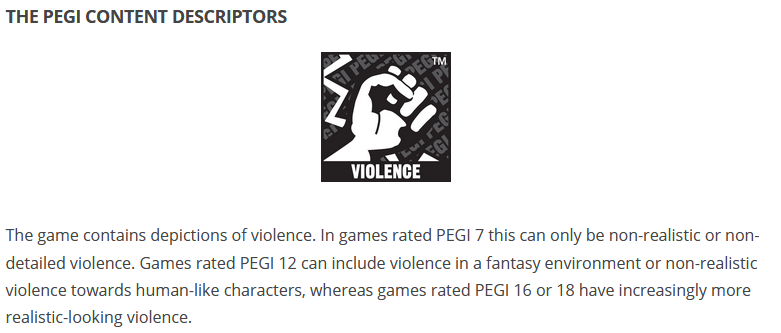 THE PEGI CONTENT DESCRIPTORS
TM
VIOLENCE
The game contains depictions of violence. In games rated PEGI 7 this can only be non-realistic or non-
detailed violence. Games rated PEGI 12 can include violence in a fantasy environment or non-realistic
violence towards human-like characters, whereas games rated PEGI 16 or 18 have increasingly more
realistic-looking violence.